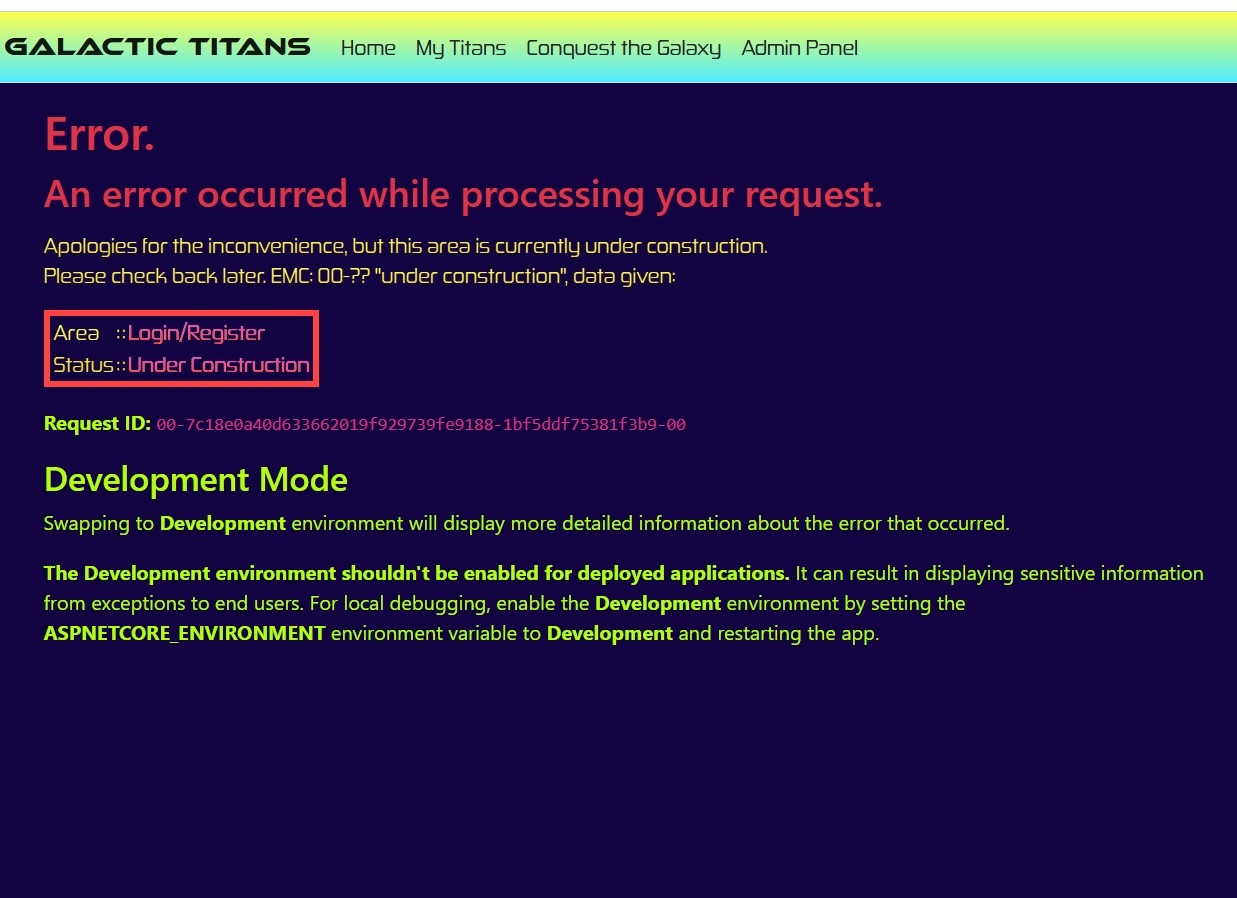 GALACTIC TITANS Home My Titans Conquest the Galaxy Admin Panel
Error.
An error occurred while processing your request.
Apologies for the inconvenience, but this area is currently under construction.
Please check back later. EMC: 00-?? "under construction", data given:
Area ::Login/Register
Status::Under Construction
Request ID: 00-7c18e0a40d633662019f929739fe9188-1bf5ddf75381f3b9-00
Development Mode
Swapping to Development environment will display more detailed information about the error that occurred.
The Development environment shouldn't be enabled for deployed applications. It can result in displaying sensitive information
from exceptions to end users. For local debugging, enable the Development environment by setting the
ASPNETCORE_ENVIRONMENT environment variable to Development and restarting the app.